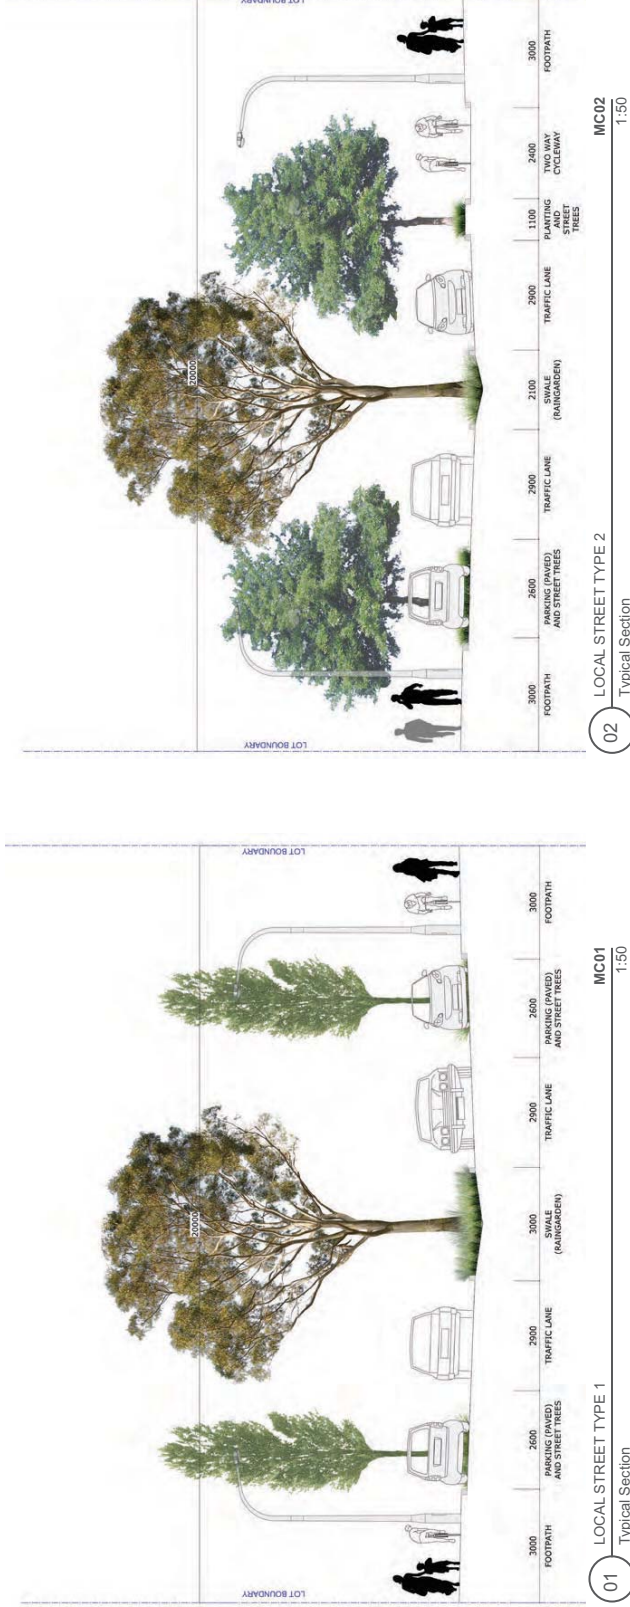 LOT BOUNDARY
LOT BOUNDARY
20000
3000
2600
2900
3000
2900
2600
3000
FOOTPATH
PARKING (PAVED)
AND STREET TREES
TRAFFIC LANE
SWALE
(RAINGARDEN)
TRAFFIC LANE
PARKING (PAVED)
AND STREET TREES
FOOTPATH
01
LOCAL STREET TYPE 1
MC01
Typical Section
1:50
LOT BOUNDARY
LOT BOUNDARY
20000
3000
2600
2900
2100
2900
1100
2400
3000
FOOTPATH
PARKING (PAVED)
AND STREET TREES
TRAFFIC LANE
SWALE
(RAINGARDEN)
TRAFFIC LANE
PLANTING
AND
STREET
TREES
TWO WAY
CYCLEWAY
FOOTPATH
02
LOCAL STREET TYPE 2
MC02
Typical Section
1:50